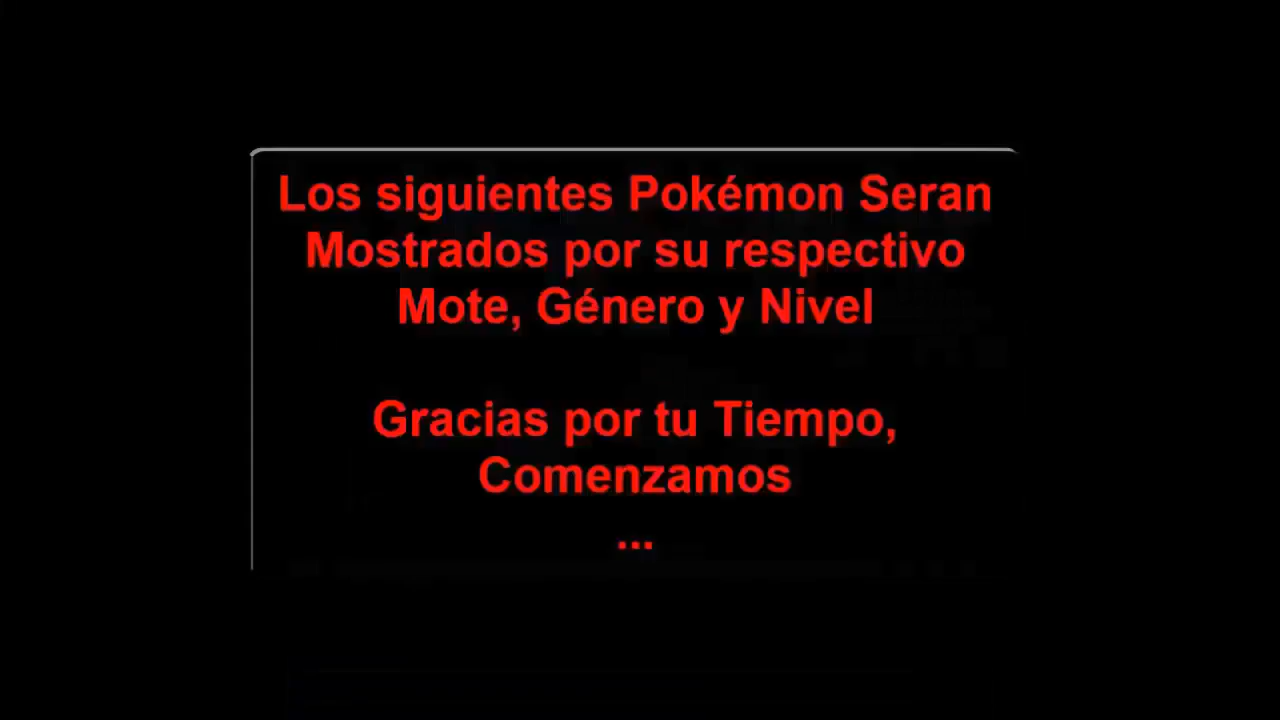 Los siguientes Pokémon Seran
Mostrados por su respectivo
Mote, Género y Nivel
Gracias por tu Tiempo,
Comenzamos
...